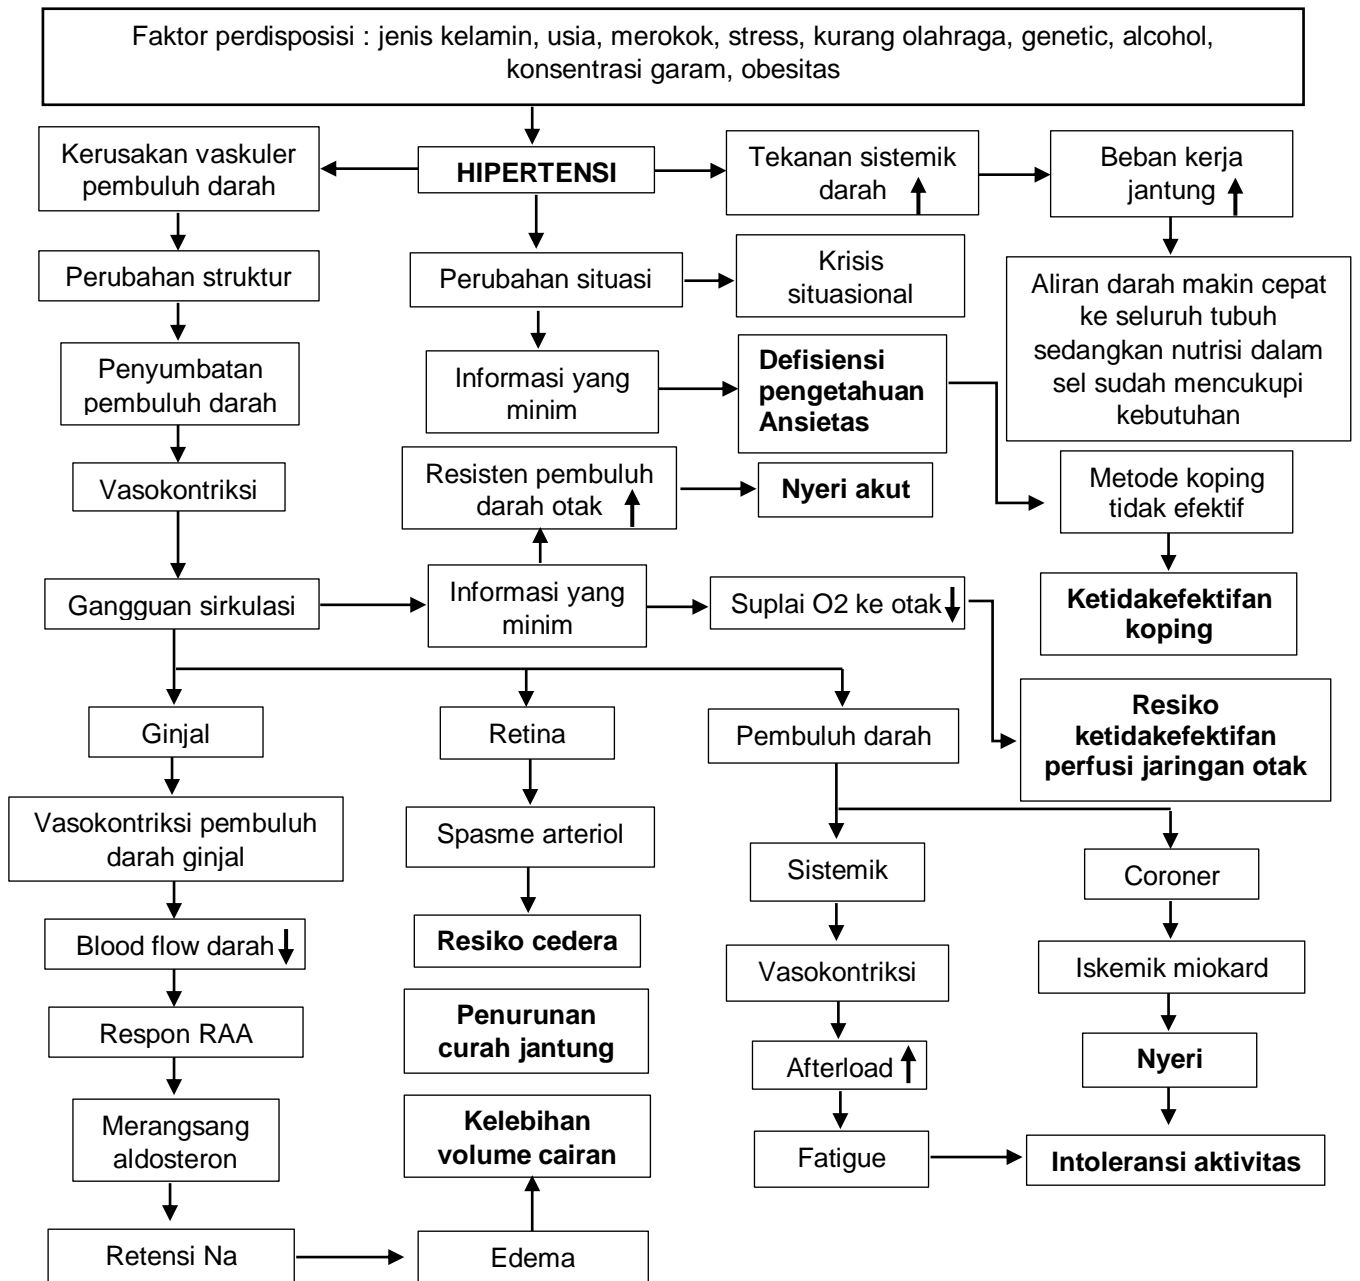 Faktor perdisposisi : jenis kelamin, usia, merokok, stress, kurang olahraga, genetic, alcohol,
konsentrasi garam, obesitas
Kerusakan vaskuler
pembuluh darah
HIPERTENSI
Tekanan sistemik
darah
Beban kerja
jantung
Perubahan struktur
Perubahan situasi
Krisis
situasional
Aliran darah makin cepat
ke seluruh tubuh
sedangkan nutrisi dalam
sel sudah mencukupi
kebutuhan
Penyumbatan
pembuluh darah
Informasi yang
minim
Defisiensi
pengetahuan
Ansietas
Vasokontriksi
Resisten pembuluh
darah otak
Nyeri akut
Metode koping
tidak efektif
Gangguan sirkulasi
Informasi yang
minim
Suplai O2 ke otak
Ketidakefektifan
koping
Ginjal
Retina
Pembuluh darah
Resiko
ketidakefektifan
perfusi jaringan otak
Vasokontriksi pembuluh
darah ginjal
Spasme arteriol
Sistemik
Coroner
Blood flow darah
Resiko cedera
Vasokontriksi
Iskemik miokard
Respon RAA
Penurunan
curah jantung
Afterload
Nyeri
Merangsang
aldosteron
Kelebihan
volume cairan
Fatigue
Intoleransi aktivitas
Retensi Na
Edema